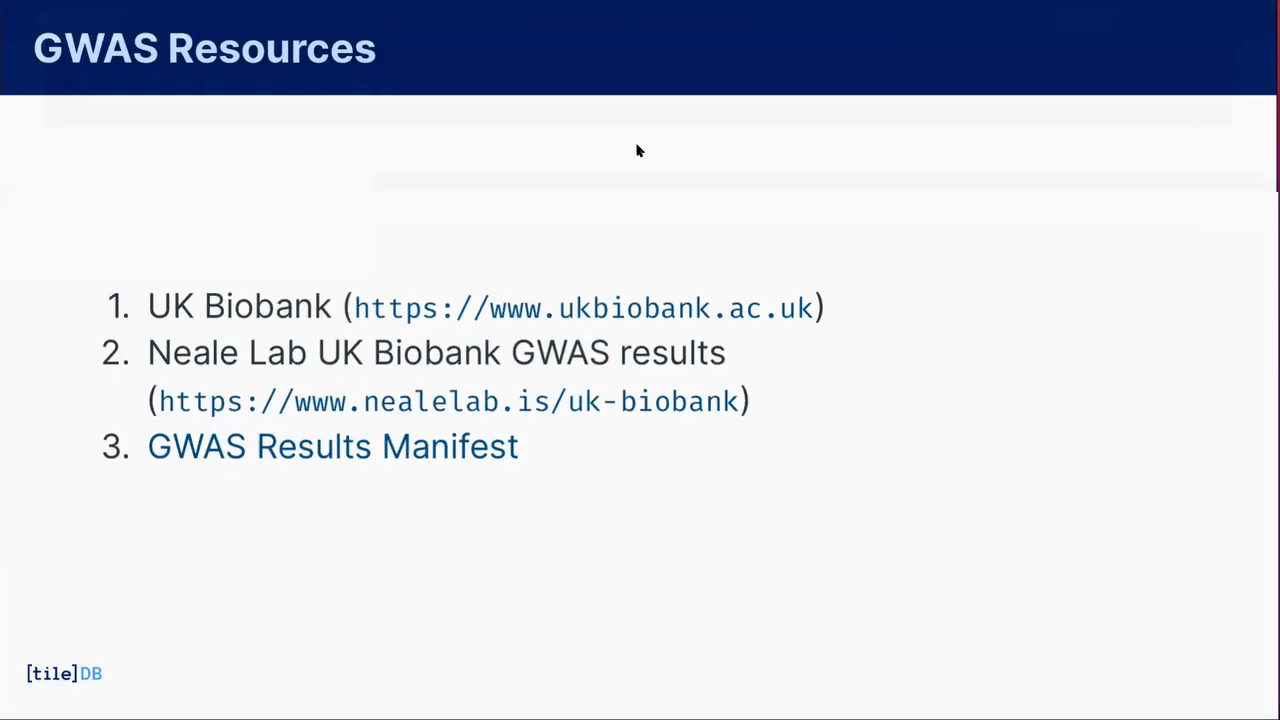 GWAS Resources
1. UK Biobank (https://www.ukbiobank.ac.uk)
2. Neale Lab UK Biobank GWAS results
(https://www.nealelab.is/uk-biobank)
3. GWAS Results Manifest
[tile]DB